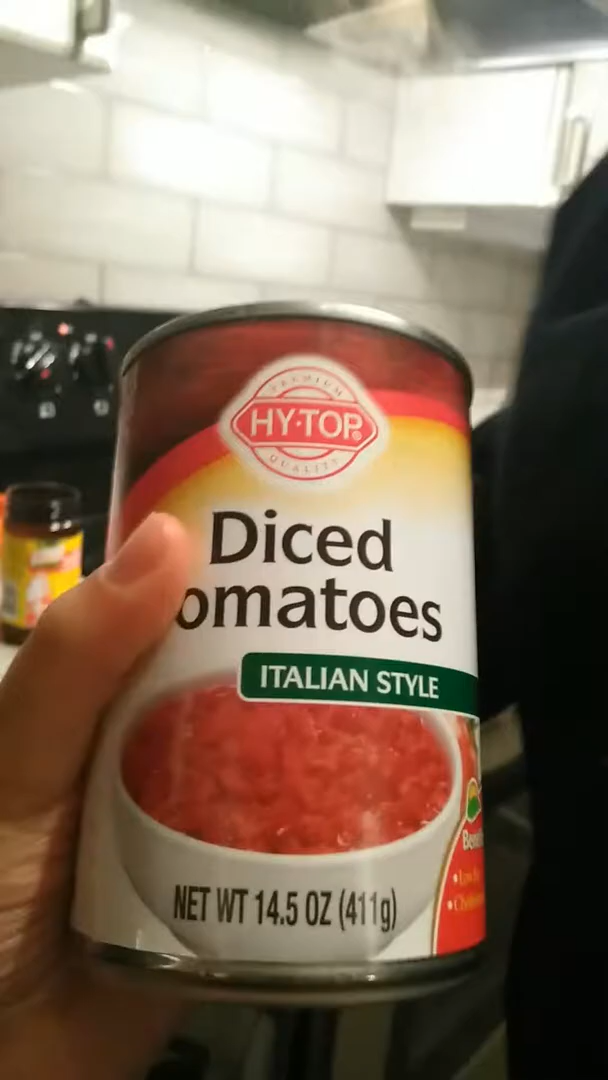 PREMIUM
HY·TOP®
QUALITY
Diced
omatoes
ITALIAN STYLE
NET WT 14.5 OZ (411g)